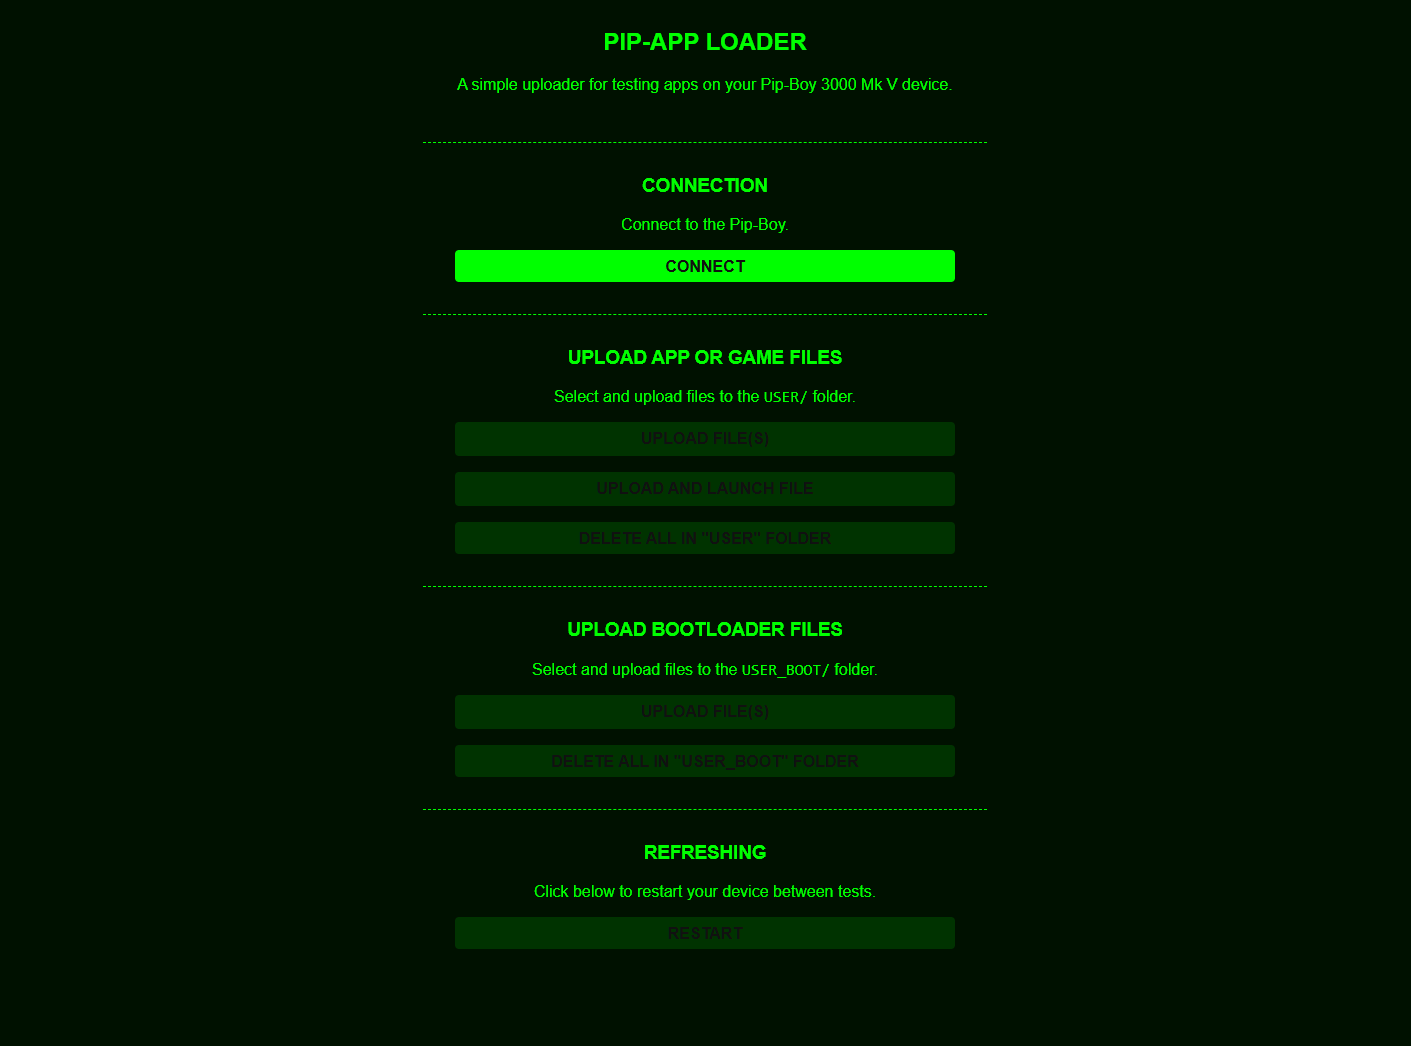 PIP-APP LOADER
A simple uploader for testing apps on your Pip-Boy 3000 Mk V device.
CONNECTION
Connect to the Pip-Boy.
CONNECT
UPLOAD APP OR GAME FILES
Select and upload files to the USER/ folder.
UPLOAD FILE(S)
UPLOAD AND LAUNCH FILE
DELETE ALL IN "USER" FOLDER
UPLOAD BOOTLOADER FILES
Select and upload files to the USER_BOOT/ folder.
UPLOAD FILE(S)
DELETE ALL IN "USER_BOOT" FOLDER
REFRESHING
Click below to restart your device between tests.
RESTART